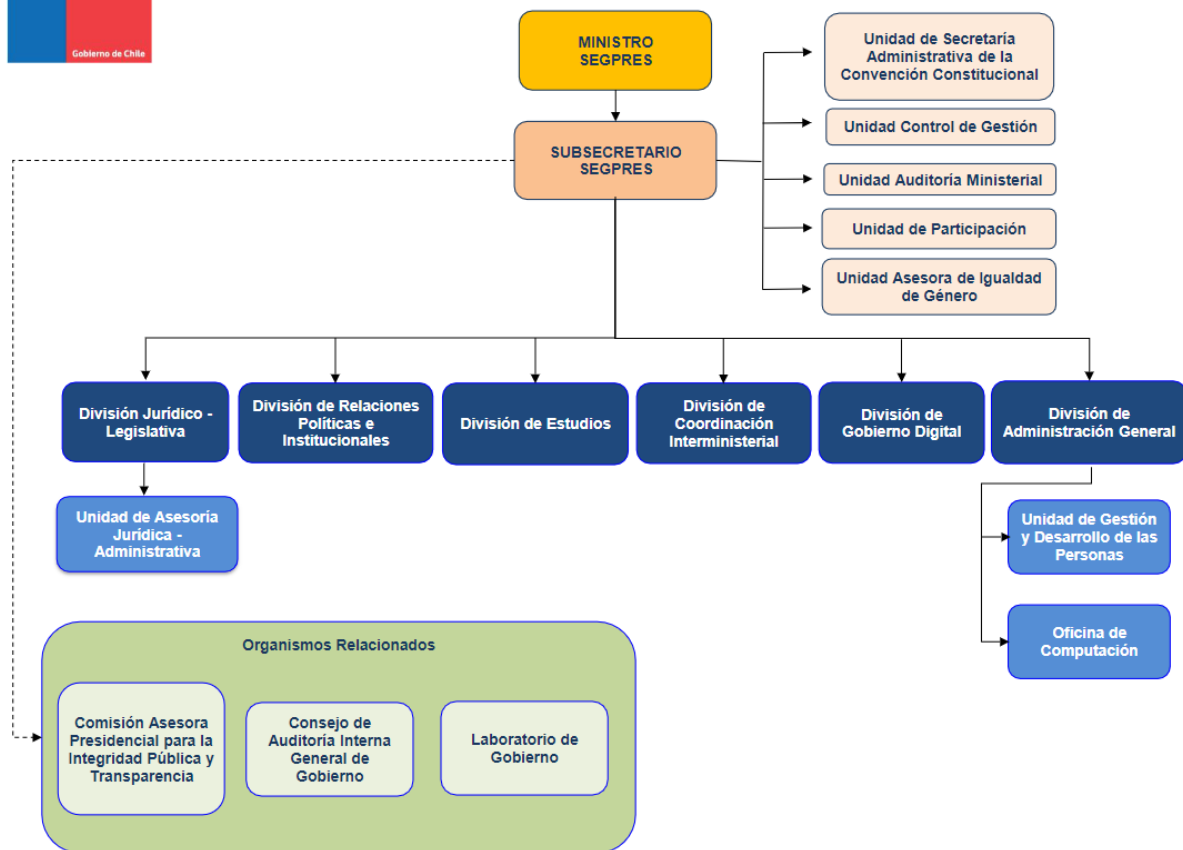 Gobierno de Chile
MINISTRO
SEGPRES
SUBSECRETARIO
SEGPRES
Unidad de Secretaría
Administrativa de la
Convención Constitucional
Unidad Control de Gestión
Unidad Auditoría Ministerial
Unidad de Participación
Unidad Asesora de Igualdad
de Género
División Jurídico -
Legislativa
División de Relaciones
Políticas e
Institucionales
División de Estudios
División de
Coordinación
Interministerial
División de
Gobierno Digital
División de
Administración General
Unidad de Asesoría
Jurídica -
Administrativa
Unidad de Gestión
y Desarrollo de las
Personas
Oficina de
Computación
Organismos Relacionados
Comisión Asesora
Presidencial para la
Integridad Pública y
Transparencia
Consejo de
Auditoría Interna
General de
Gobierno
Laboratorio de
Gobierno